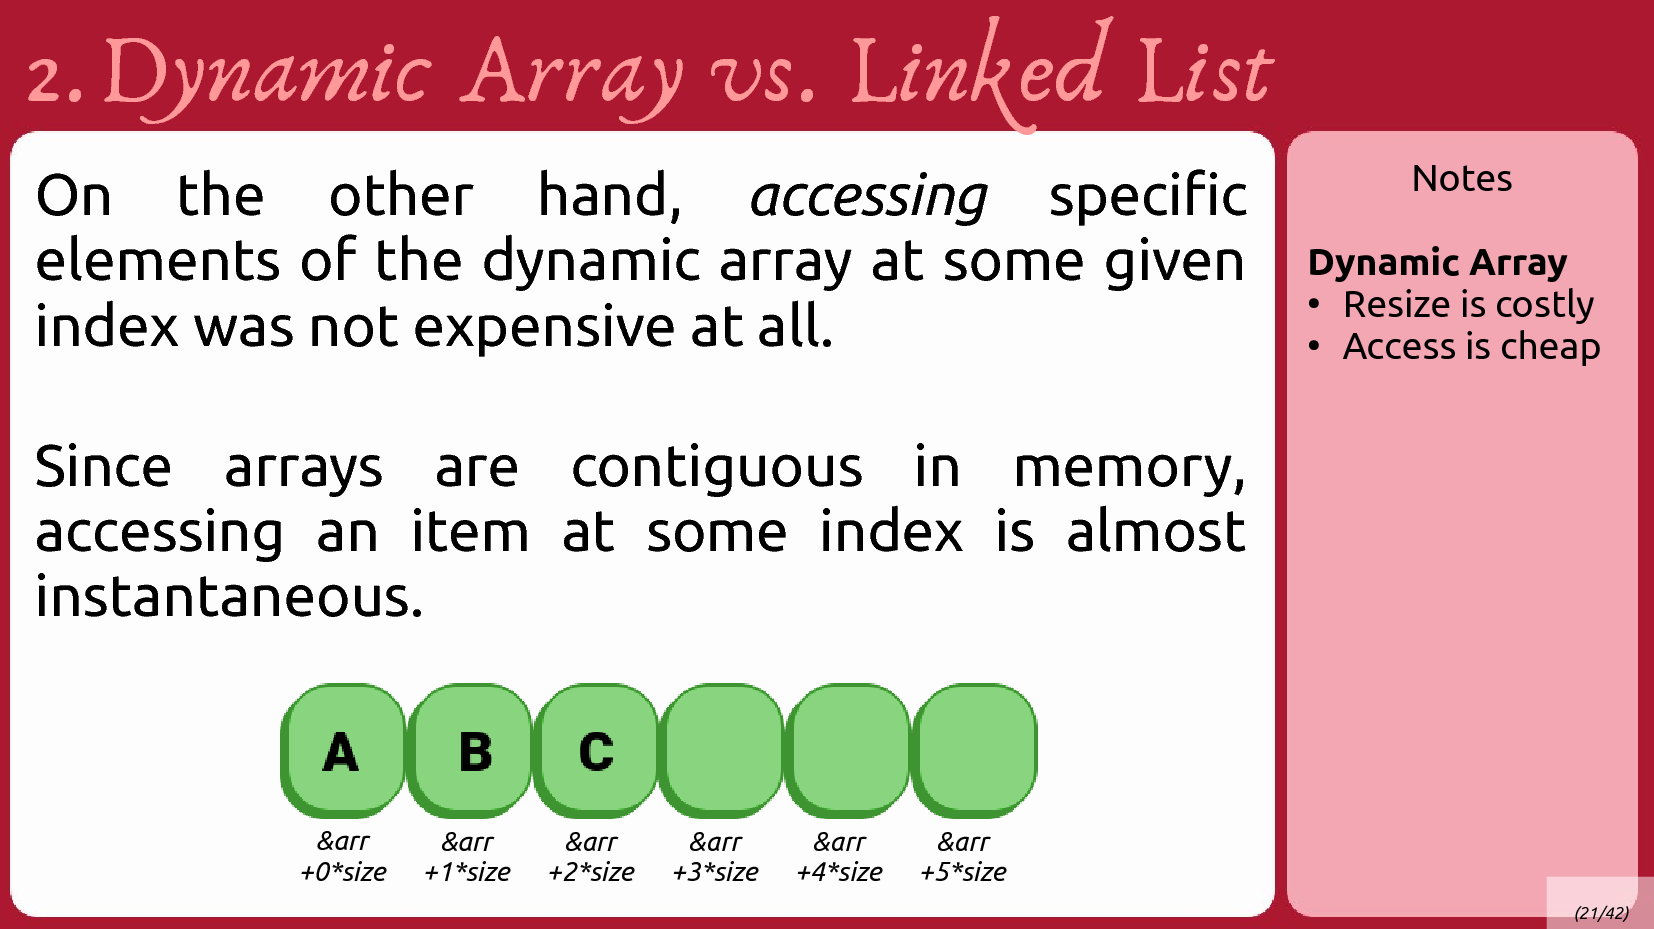 2. Dynamic Array vs. Linked List
On the other hand, accessing specific
elements of the dynamic array at some given
index was not expensive at all.
Since arrays are contiguous in memory,
accessing an item at some index is almost
instantaneous.
A B C
&arr &arr &arr &arr &arr &arr
+0*size +1*size +2*size +3*size +4*size +5*size
Notes
Dynamic Array
• Resize is costly
• Access is cheap
(21/42)